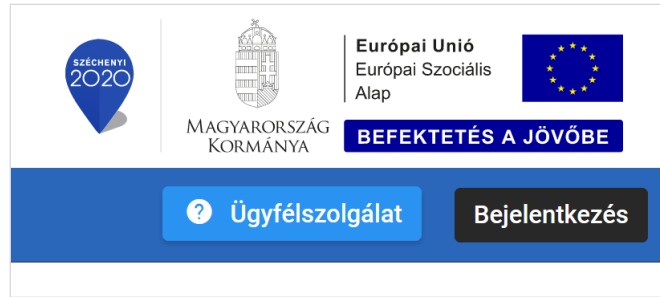 SZÉCHENYI
2020
MAGYARORSZÁG
KORMÁNYA
Európai Unió
Európai Szociális
Alap
BEFEKTETÉS A JÖVŐBE
? Ügyfélszolgálat
Bejelentkezés